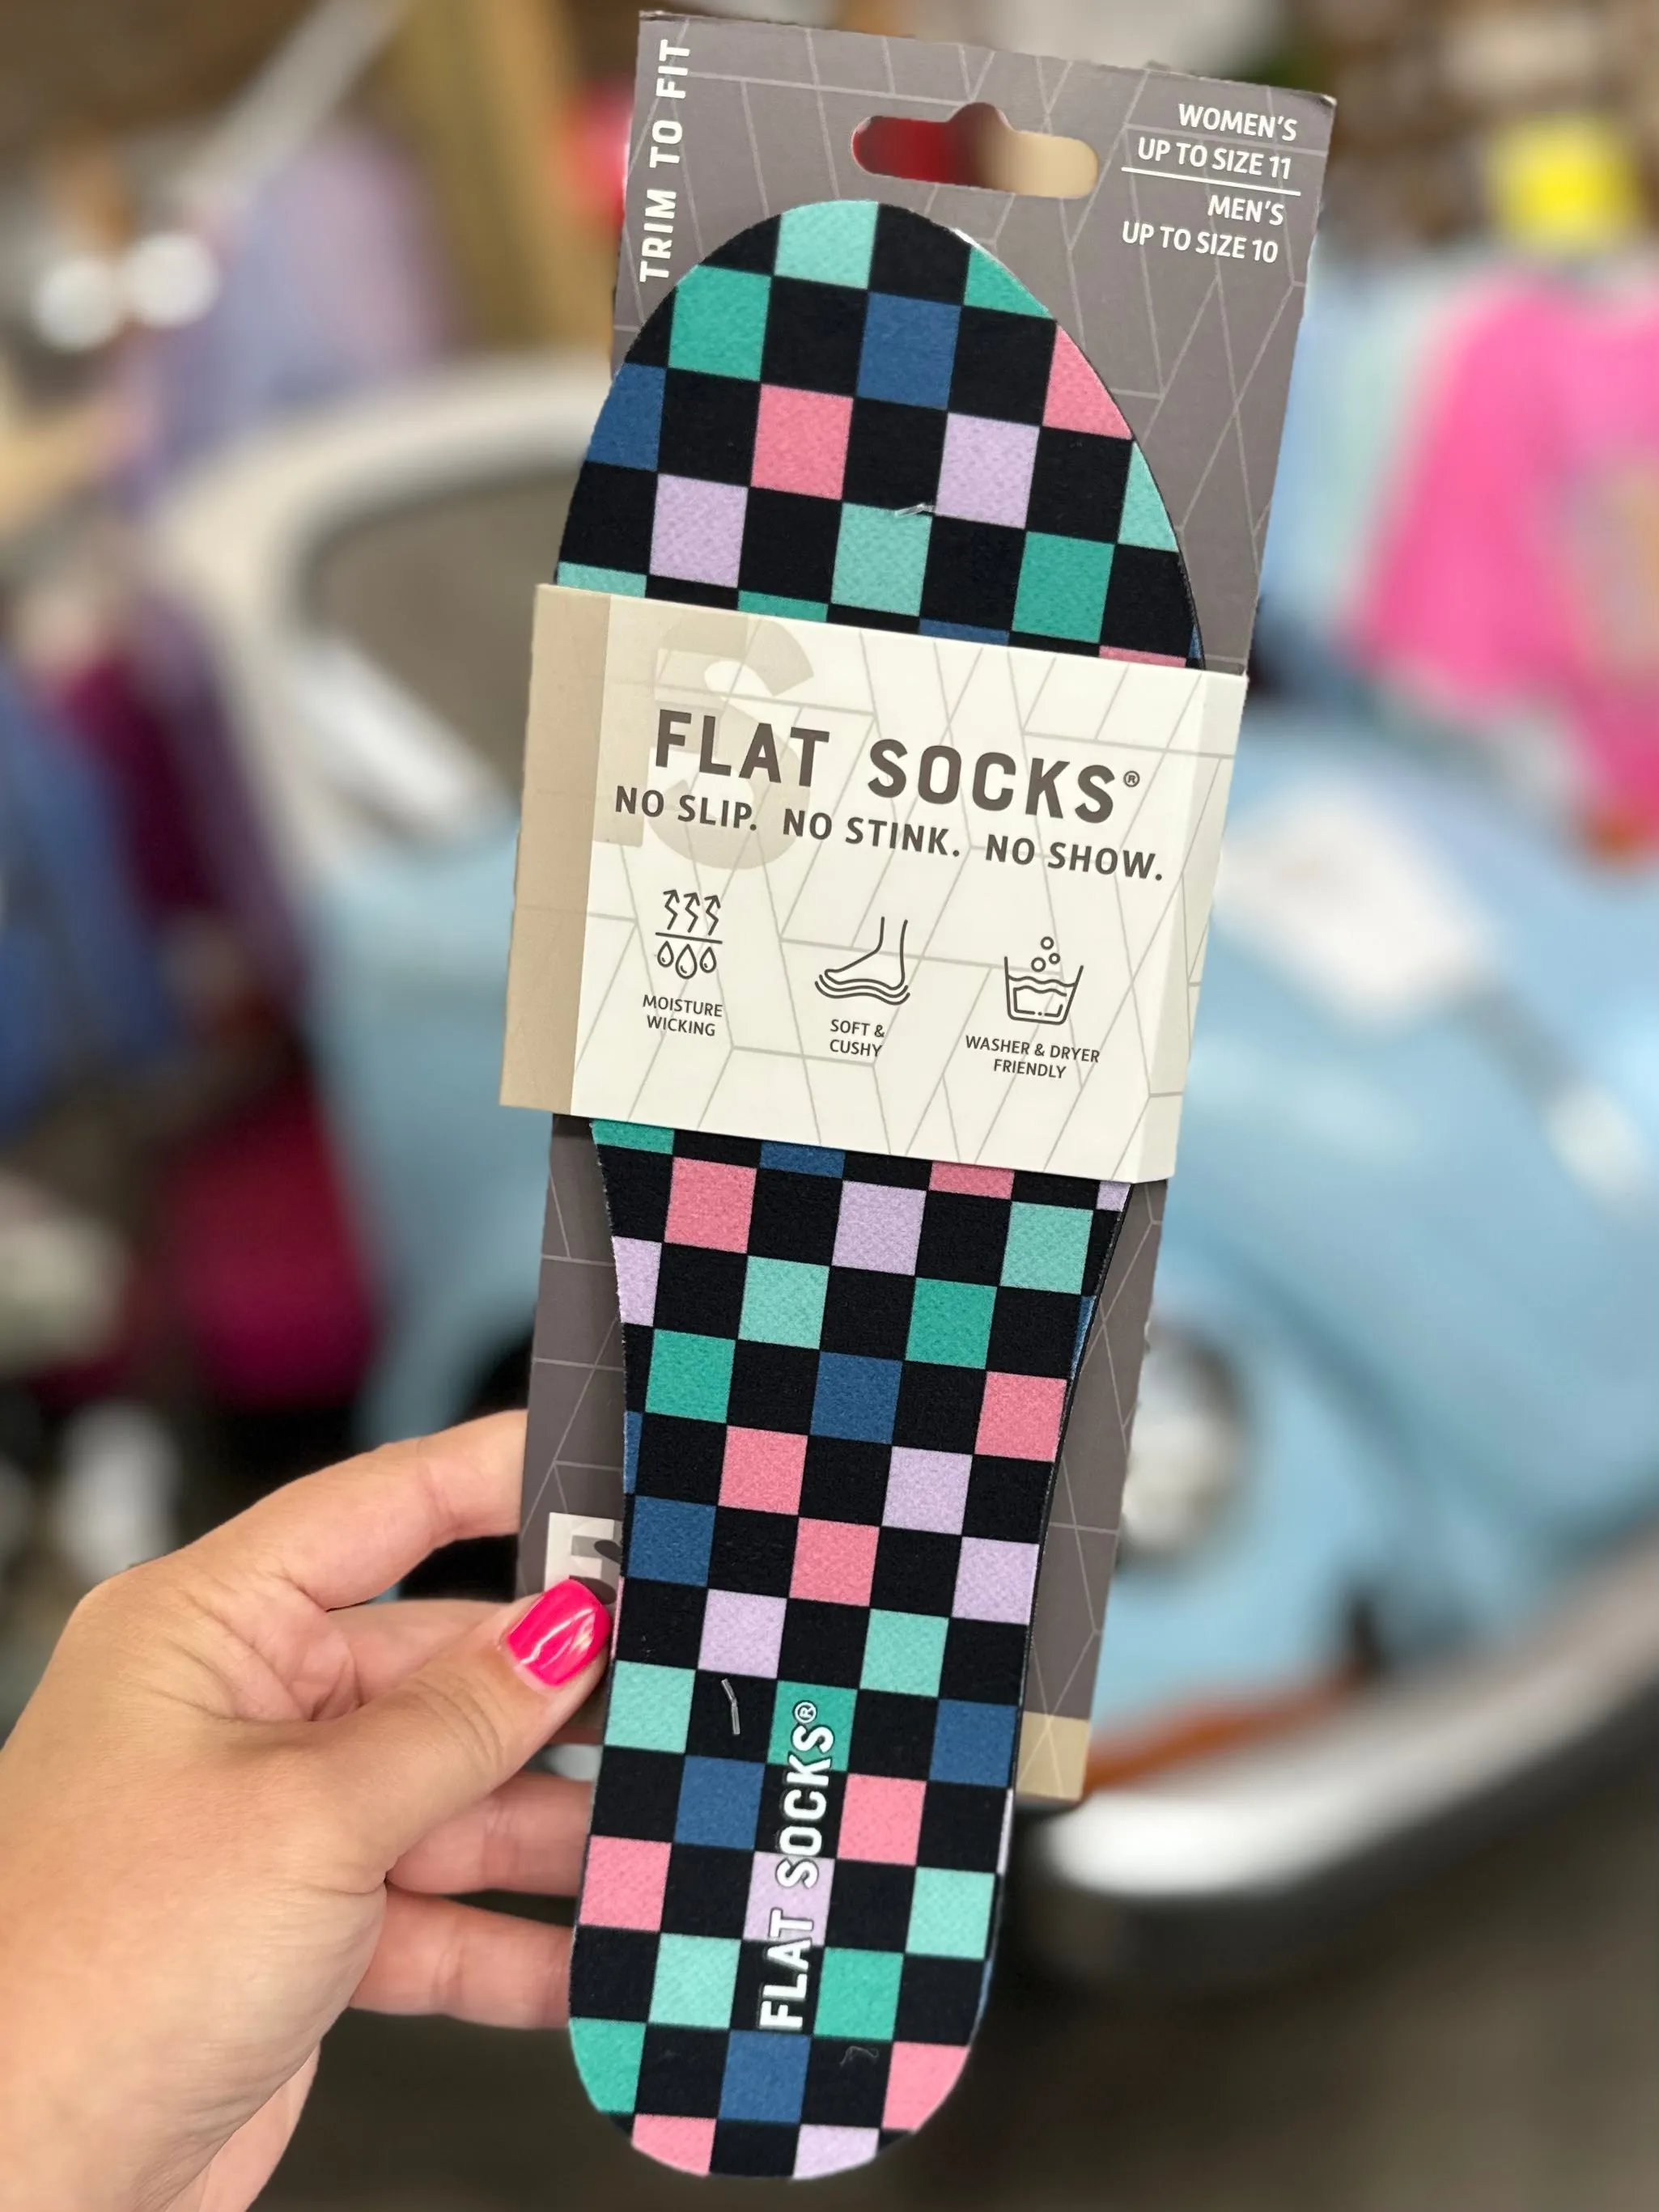 TRIM TO FIT
WOMEN'S
UP TO SIZE 11
MEN'S
UP TO SIZE 10
FLAT SOCKS®
NO SLIP. NO STINK. NO SHOW.
MOISTURE
WICKING
SOFT &
CUSHY
WASHER & DRYER
FRIENDLY
FLAT SOCKS®